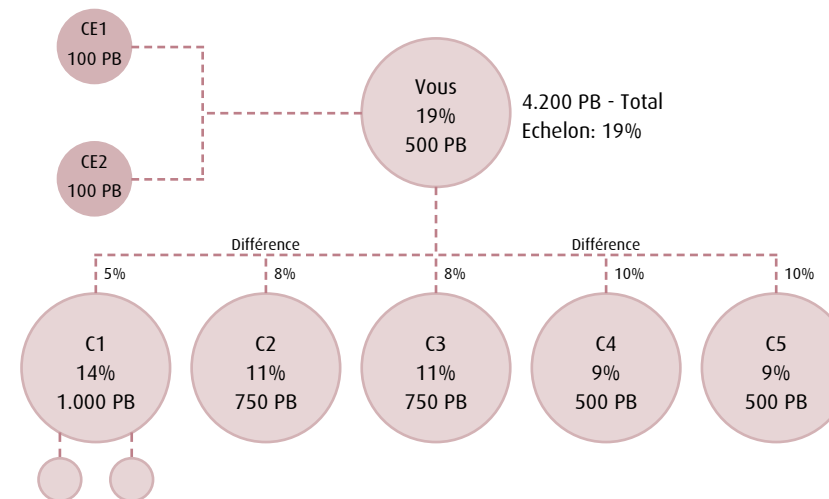 CE1
100 PB
CE2
100 PB
Vous
19%
500 PB
4.200 PB - Total
Echelon: 19%
Différence
Différence
5%
8%
8%
10%
10%
C1
14%
1.000 PB
C2
11%
750 PB
C3
11%
750 PB
C4
9%
500 PB
C5
9%
500 PB